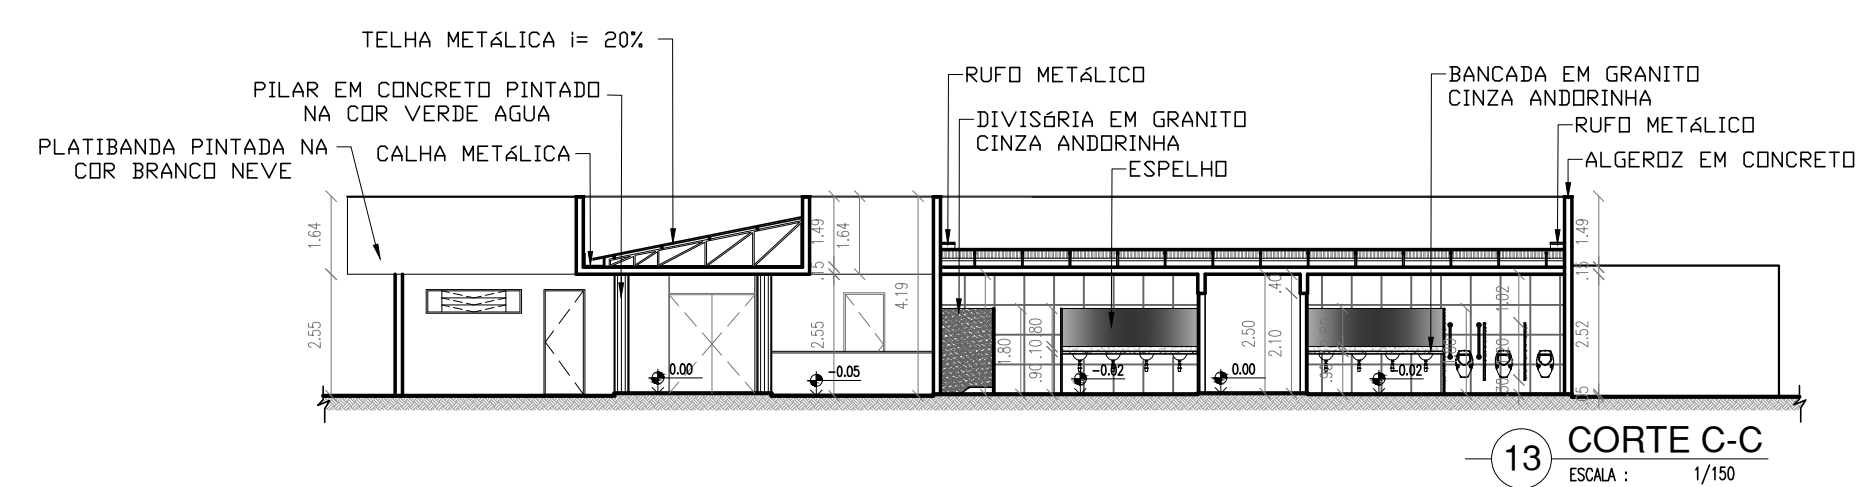 TELHA METáLICA i= 20%
PILAR EM CONCRETO PINTADO
NA COR VERDE AGUA
PLATIBANDA PINTADA NA
COR BRANCO NEVE
CALHA METáLICA
RUFO METáLICO
DIVISóRIA EM GRANITO
CINZA ANDORINHA
ESPELHO
BANCADA EM GRANITO
CINZA ANDORINHA
RUFO METáLICO
ALGEROZ EM CONCRETO
1.64
2.55
1.49
1.64
.15
4.19
2.55
0.00
-0.05
1.80
.90
.10
.80
-0.02
2.50
2.10
.40
0.00
-0.02
1.02
1.49
.15
2.52
13
CORTE C-C
ESCALA :
1/150